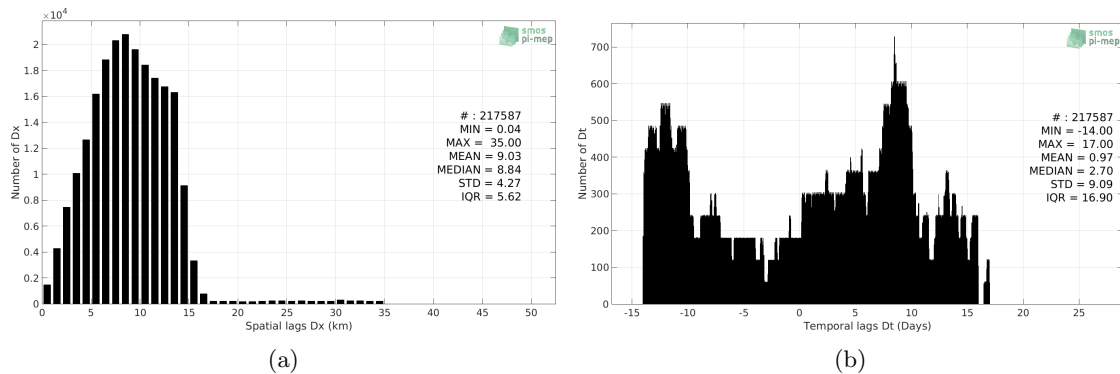 ×10⁴
2
1.8
1.6
1.4
1.2
1
0.8
0.6
0.4
0.2
0
Number of Dx
smos
pi-mep
# : 217587
MIN = 0.04
MAX = 35.00
MEAN = 9.03
MEDIAN = 8.84
STD = 4.27
IQR = 5.62
0 5 10 15 20 25 30 35 40 45 50
Spatial lags Dx (km)
(a)
700
600
500
400
300
200
100
0
Number of Dt
smos
pi-mep
# : 217587
MIN = -14.00
MAX = 17.00
MEAN = 0.97
MEDIAN = 2.70
STD = 9.09
IQR = 16.90
-15 -10 -5 0 5 10 15 20 25
Temporal lags Dt (Days)
(b)